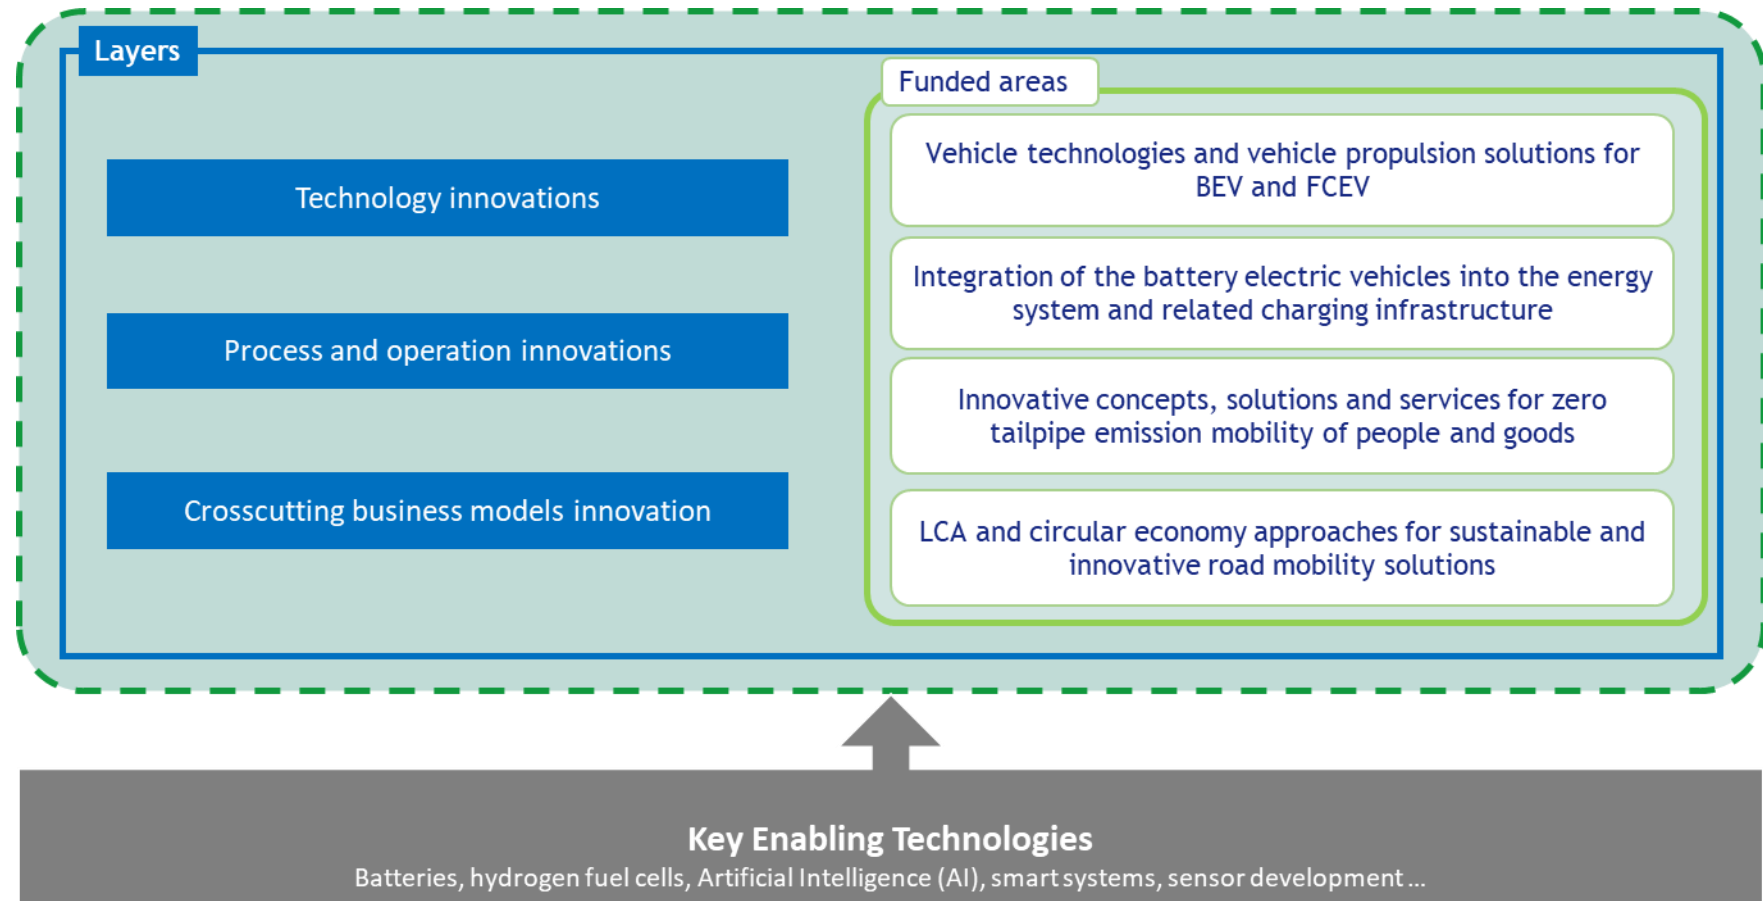 Layers
Technology innovations
Process and operation innovations
Crosscutting business models innovation
Funded areas
Vehicle technologies and vehicle propulsion solutions for
BEV and FCEV
Integration of the battery electric vehicles into the energy
system and related charging infrastructure
Innovative concepts, solutions and services for zero
tailpipe emission mobility of people and goods
LCA and circular economy approaches for sustainable and
innovative road mobility solutions
Key Enabling Technologies
Batteries, hydrogen fuel cells, Artificial Intelligence (AI), smart systems, sensor development ...